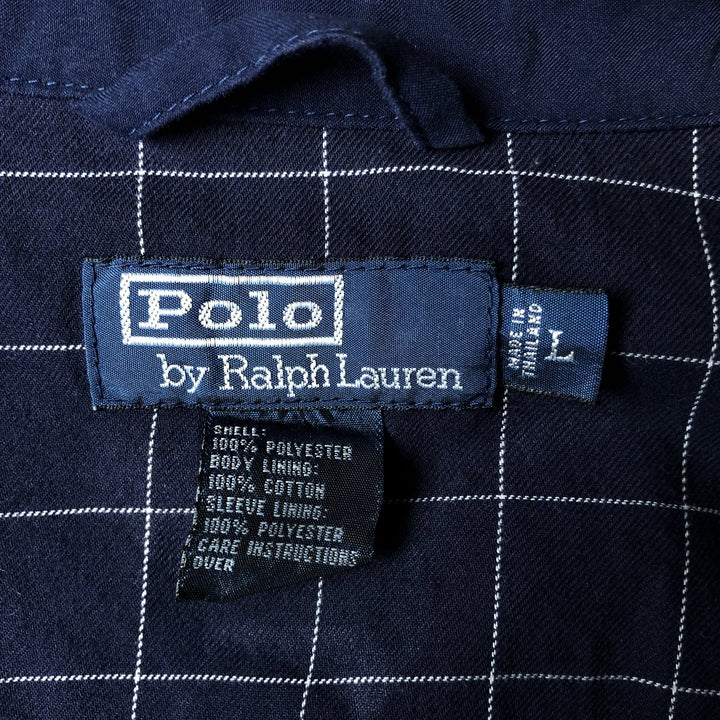 Polo
by Ralph Lauren
MADE IN
THAILAND
L
SHELL:
100% POLYESTER
BODY LINING:
100% COTTON
SLEEVE LINING:
100% POLYESTER
CARE INSTRUCTIONS
OVER